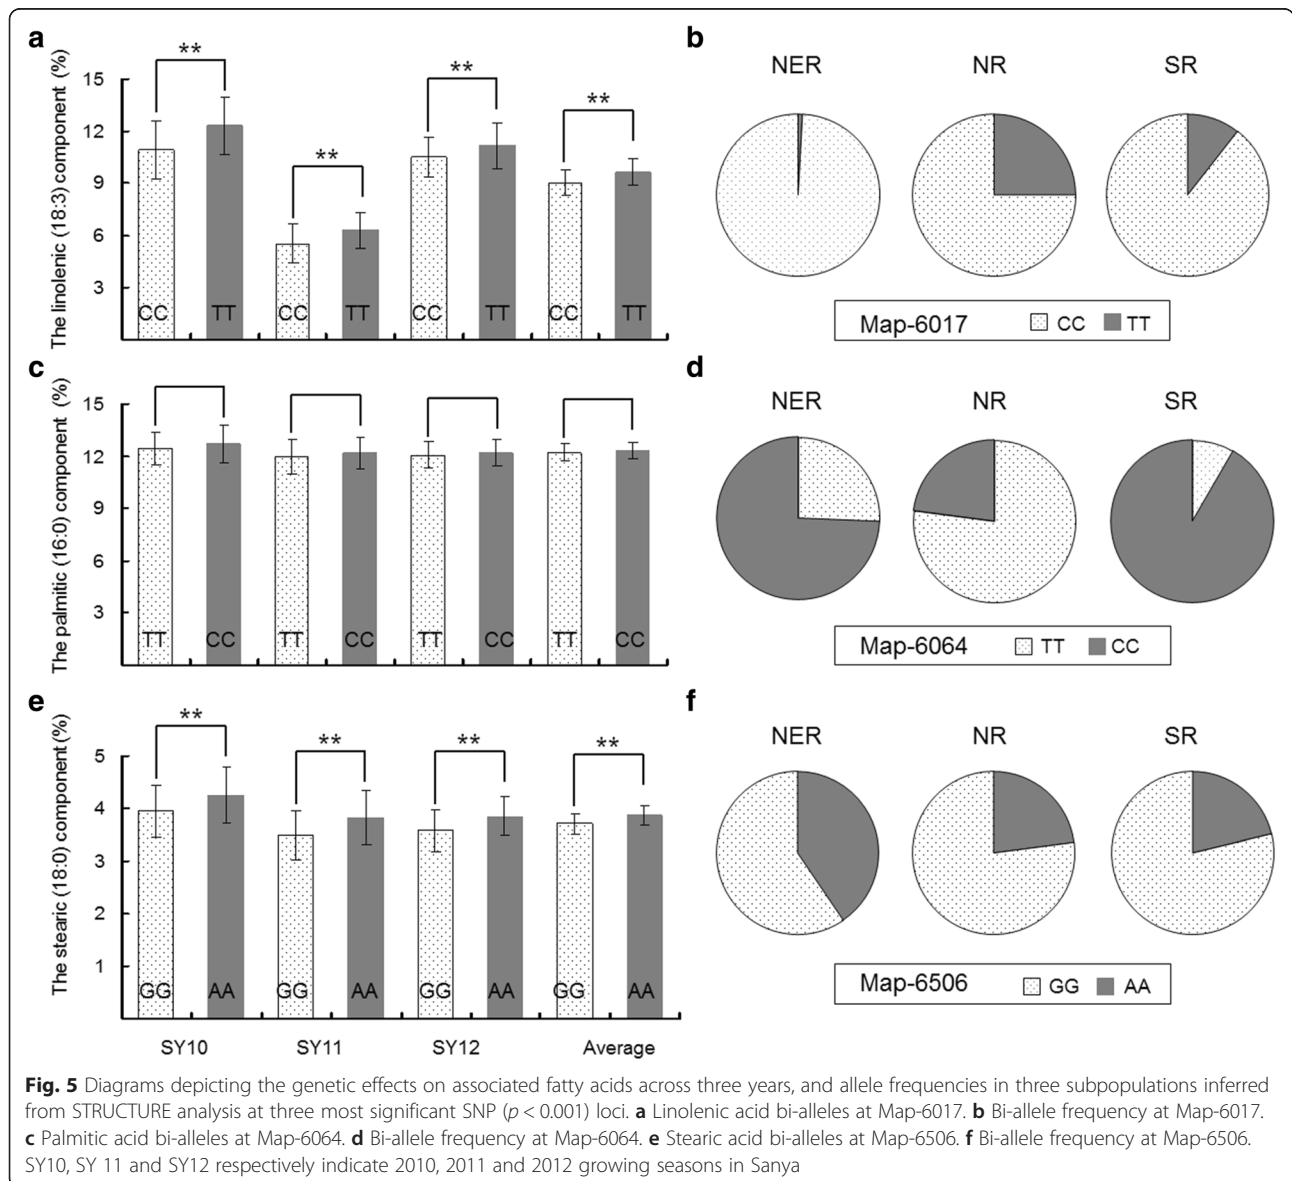 a
The linolenic (18:3) component (%)
15
12
9
6
3
**
**
**
**
CC TT CC TT CC TT CC TT
b
NER NR SR
Map-6017 CC TT
c
The palmitic (16:0) component (%)
15
12
9
6
3
TT CC TT CC TT CC TT CC
d
NER NR SR
Map-6064 TT CC
e
The stearic (18:0) component (%)
5
4
3
2
1
**
**
**
**
GG AA GG AA GG AA GG AA
SY10 SY11 SY12 Average
f
NER NR SR
Map-6506 GG AA
Fig. 5 Diagrams depicting the genetic effects on associated fatty acids across three years, and allele frequencies in three subpopulations inferred
from STRUCTURE analysis at three most significant SNP (p < 0.001) loci. a Linolenic acid bi-alleles at Map-6017. b Bi-allele frequency at Map-6017.
c Palmitic acid bi-alleles at Map-6064. d Bi-allele frequency at Map-6064. e Stearic acid bi-alleles at Map-6506. f Bi-allele frequency at Map-6506.
SY10, SY 11 and SY12 respectively indicate 2010, 2011 and 2012 growing seasons in Sanya